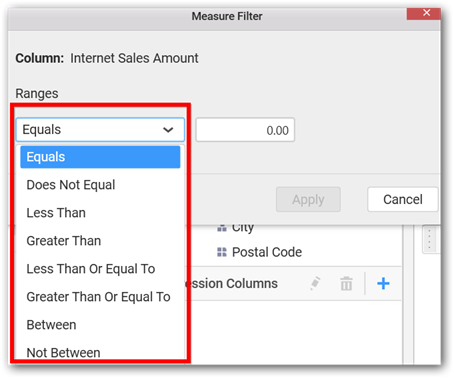 Measure Filter
Column: Internet Sales Amount
Ranges
Equals 0.00
Equals
Does Not Equal
Less Than
Greater Than
Less Than Or Equal To
Greater Than Or Equal To
Between
Not Between
Apply Cancel
City
Postal Code
ession Columns